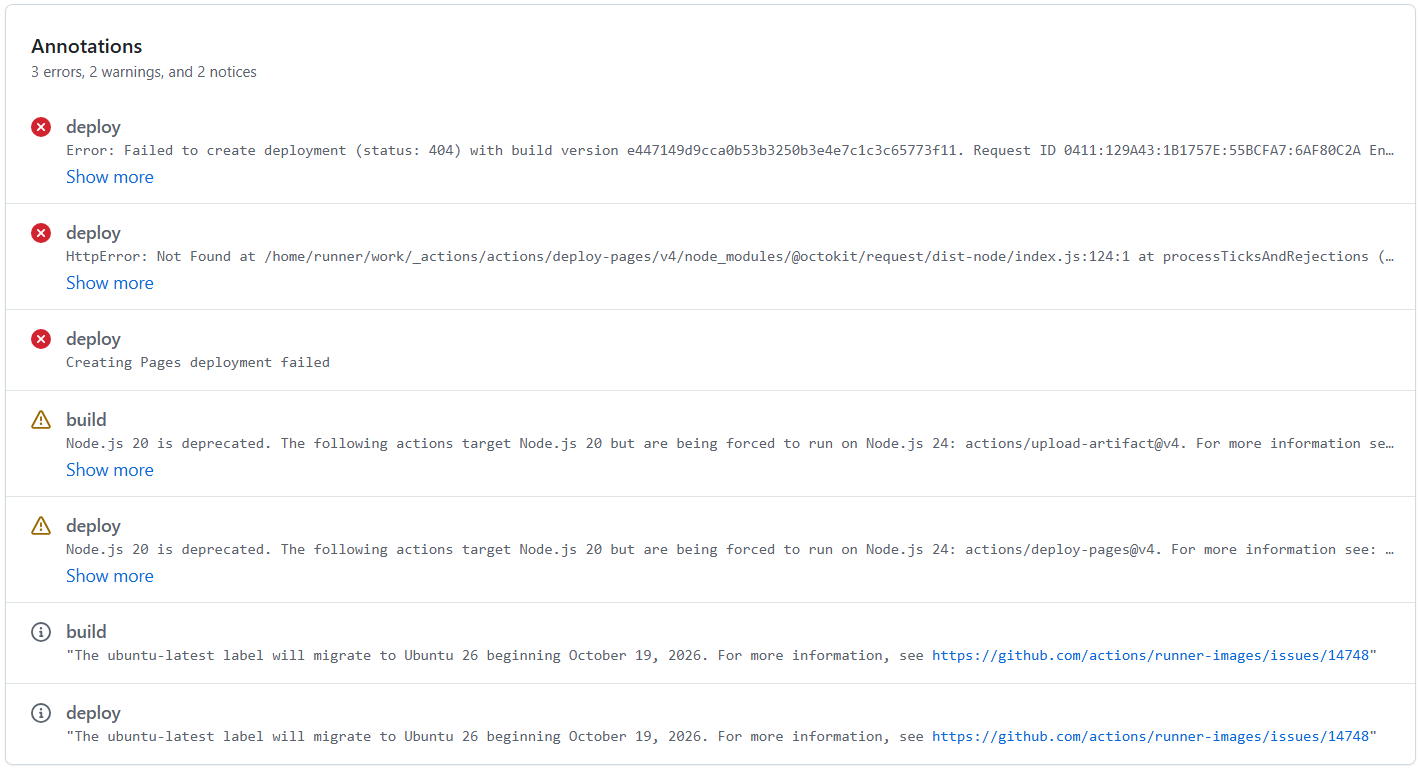 Annotations
3 errors, 2 warnings, and 2 notices
deploy
Error: Failed to create deployment (status: 404) with build version e447149d9cca0b53b3250b3e4e7c1c3c65773f11. Request ID 0411:129A43:1B1757E:55BCFA7:6AF80C2A En…
Show more
deploy
HttpError: Not Found at /home/runner/work/_actions/actions/deploy-pages/v4/node_modules/@octokit/request/dist-node/index.js:124:1 at processTicksAndRejections (…
Show more
deploy
Creating Pages deployment failed
build
Node.js 20 is deprecated. The following actions target Node.js 20 but are being forced to run on Node.js 24: actions/upload-artifact@v4. For more information se…
Show more
deploy
Node.js 20 is deprecated. The following actions target Node.js 20 but are being forced to run on Node.js 24: actions/deploy-pages@v4. For more information see: …
Show more
build
"The ubuntu-latest label will migrate to Ubuntu 26 beginning October 19, 2026. For more information, see https://github.com/actions/runner-images/issues/14748"
deploy
"The ubuntu-latest label will migrate to Ubuntu 26 beginning October 19, 2026. For more information, see https://github.com/actions/runner-images/issues/14748"